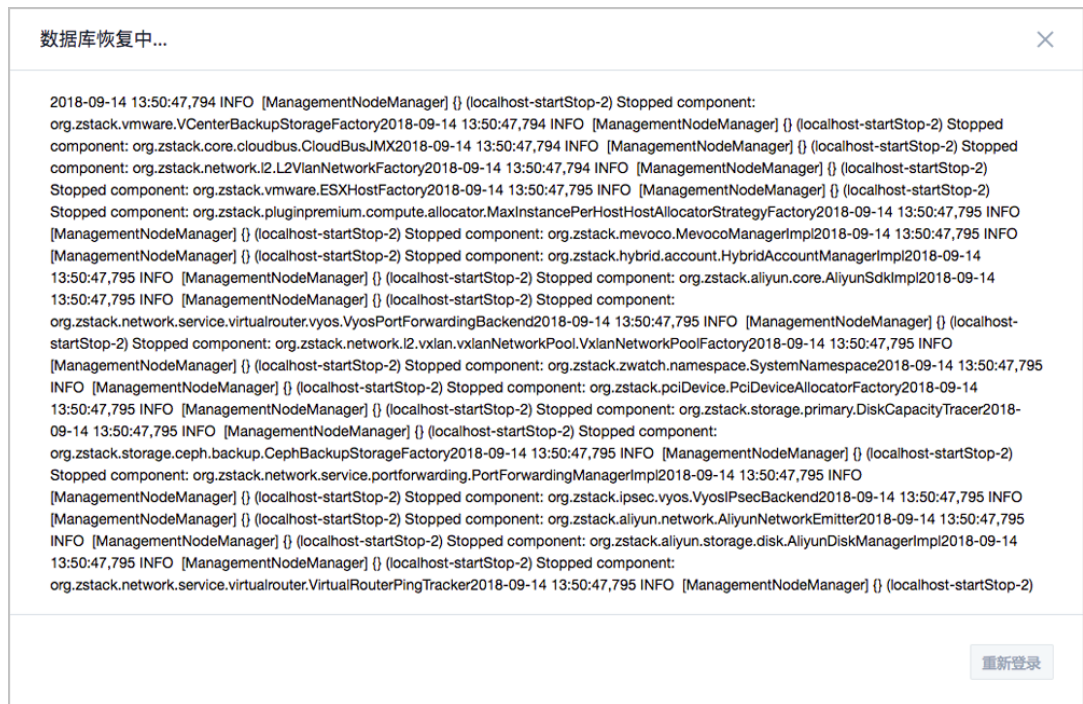 数据库恢复中...
2018-09-14 13:50:47,794 INFO [ManagementNodeManager] {} (localhost-startStop-2) Stopped component:
org.zstack.vmware.VCenterBackupStorageFactory2018-09-14 13:50:47,794 INFO [ManagementNodeManager] {} (localhost-startStop-2) Stopped
component: org.zstack.core.cloudbus.CloudBusJMX2018-09-14 13:50:47,794 INFO [ManagementNodeManager] {} (localhost-startStop-2) Stopped
component: org.zstack.network.l2.L2VlanNetworkFactory2018-09-14 13:50:47,794 INFO [ManagementNodeManager] {} (localhost-startStop-2)
Stopped component: org.zstack.vmware.ESXHostFactory2018-09-14 13:50:47,795 INFO [ManagementNodeManager] {} (localhost-startStop-2)
Stopped component: org.zstack.pluginpremium.compute.allocator.MaxInstancePerHostHostAllocatorStrategyFactory2018-09-14 13:50:47,795 INFO
[ManagementNodeManager] {} (localhost-startStop-2) Stopped component: org.zstack.mevoco.MevocoManagerImpl2018-09-14 13:50:47,795 INFO
[ManagementNodeManager] {} (localhost-startStop-2) Stopped component: org.zstack.hybrid.account.HybridAccountManagerImpl2018-09-14
13:50:47,795 INFO [ManagementNodeManager] {} (localhost-startStop-2) Stopped component: org.zstack.aliyun.core.AliyunSdkImpl2018-09-14
13:50:47,795 INFO [ManagementNodeManager] {} (localhost-startStop-2) Stopped component:
org.zstack.network.service.virtualrouter.vyos.VyosPortForwardingBackend2018-09-14 13:50:47,795 INFO [ManagementNodeManager] {} (localhost-
startStop-2) Stopped component: org.zstack.network.l2.vxlan.vxlanNetworkPool.VxlanNetworkPoolFactory2018-09-14 13:50:47,795 INFO
[ManagementNodeManager] {} (localhost-startStop-2) Stopped component: org.zstack.zwatch.namespace.SystemNamespace2018-09-14 13:50:47,795
INFO [ManagementNodeManager] {} (localhost-startStop-2) Stopped component: org.zstack.pciDevice.PciDeviceAllocatorFactory2018-09-14
13:50:47,795 INFO [ManagementNodeManager] {} (localhost-startStop-2) Stopped component: org.zstack.storage.primary.DiskCapacityTracer2018-
09-14 13:50:47,795 INFO [ManagementNodeManager] {} (localhost-startStop-2) Stopped component:
org.zstack.storage.ceph.backup.CephBackupStorageFactory2018-09-14 13:50:47,795 INFO [ManagementNodeManager] {} (localhost-startStop-2)
Stopped component: org.zstack.network.service.portforwarding.PortForwardingManagerImpl2018-09-14 13:50:47,795 INFO
[ManagementNodeManager] {} (localhost-startStop-2) Stopped component: org.zstack.ipsec.vyos.VyosIPsecBackend2018-09-14 13:50:47,795 INFO
[ManagementNodeManager] {} (localhost-startStop-2) Stopped component: org.zstack.aliyun.network.AliyunNetworkEmitter2018-09-14 13:50:47,795
INFO [ManagementNodeManager] {} (localhost-startStop-2) Stopped component: org.zstack.aliyun.storage.disk.AliyunDiskManagerImpl2018-09-14
13:50:47,795 INFO [ManagementNodeManager] {} (localhost-startStop-2) Stopped component:
org.zstack.network.service.virtualrouter.VirtualRouterPingTracker2018-09-14 13:50:47,795 INFO [ManagementNodeManager] {} (localhost-startStop-2)
重新登录